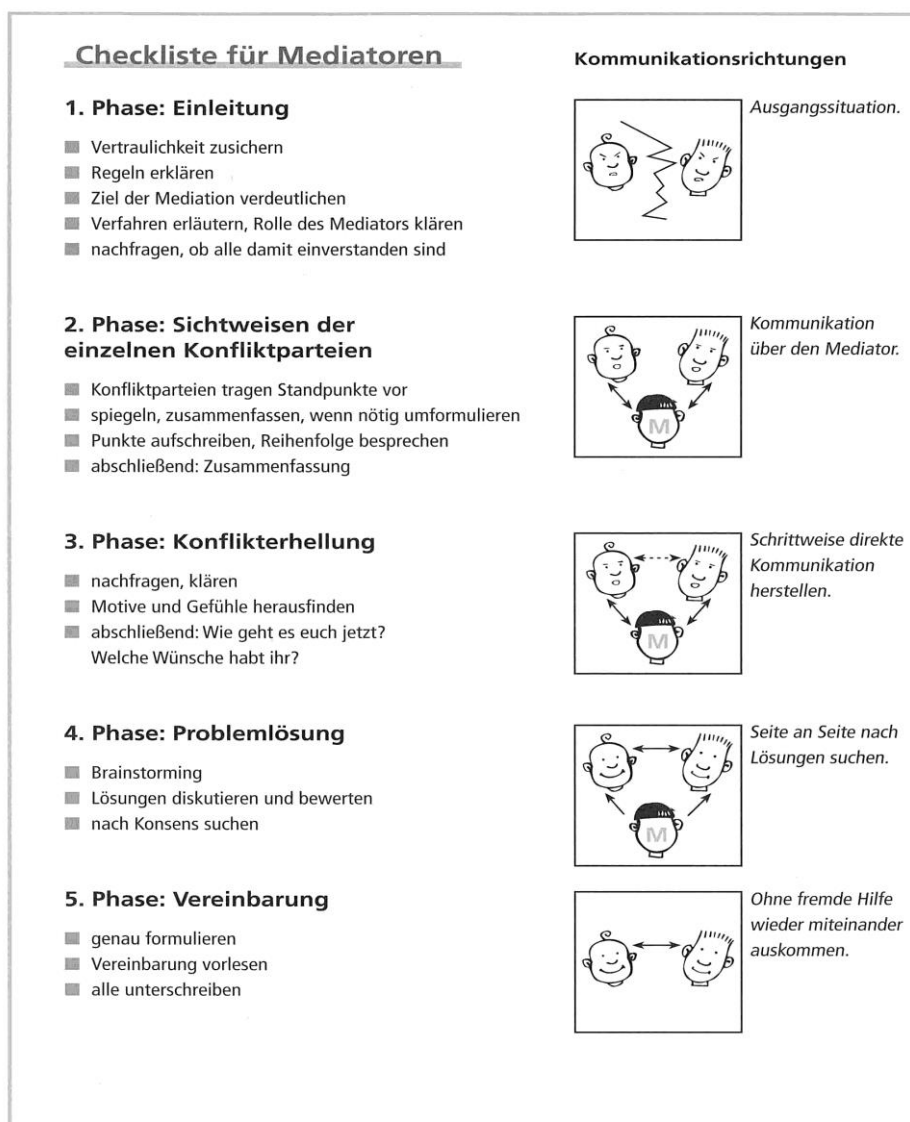 Checkliste für Mediatoren
Kommunikationsrichtungen
1. Phase: Einleitung
Vertraulichkeit zusichern
Regeln erklären
Ziel der Mediation verdeutlichen
Verfahren erläutern, Rolle des Mediators klären
nachfragen, ob alle damit einverstanden sind
Ausgangssituation.
2. Phase: Sichtweisen der
einzelnen Konfliktparteien
Konfliktparteien tragen Standpunkte vor
spiegeln, zusammenfassen, wenn nötig umformulieren
Punkte aufschreiben, Reihenfolge besprechen
abschließend: Zusammenfassung
Kommunikation
über den Mediator.
M
3. Phase: Konflikterhellung
nachfragen, klären
Motive und Gefühle herausfinden
abschließend: Wie geht es euch jetzt?
Welche Wünsche habt ihr?
Schrittweise direkte
Kommunikation
herstellen.
M
4. Phase: Problemlösung
Brainstorming
Lösungen diskutieren und bewerten
nach Konsens suchen
Seite an Seite nach
Lösungen suchen.
M
5. Phase: Vereinbarung
genau formulieren
Vereinbarung vorlesen
alle unterschreiben
Ohne fremde Hilfe
wieder miteinander
auskommen.